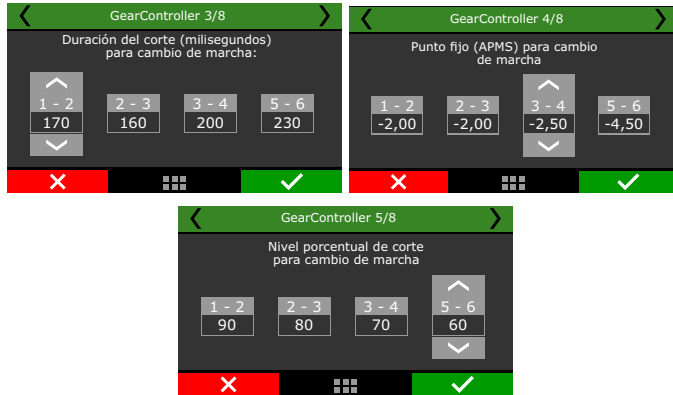 GearController 3/8
Duración del corte (milisegundos)
para cambio de marcha:
1 - 2 2 - 3 3 - 4 5 - 6
170 160 200 230
GearController 4/8
Punto fijo (APMS) para cambio
de marcha
1 - 2 2 - 3 3 - 4 5 - 6
-2,00 -2,00 -2,50 -4,50
GearController 5/8
Nivel porcentual de corte
para cambio de marcha
1 - 2 2 - 3 3 - 4 5 - 6
90 80 70 60